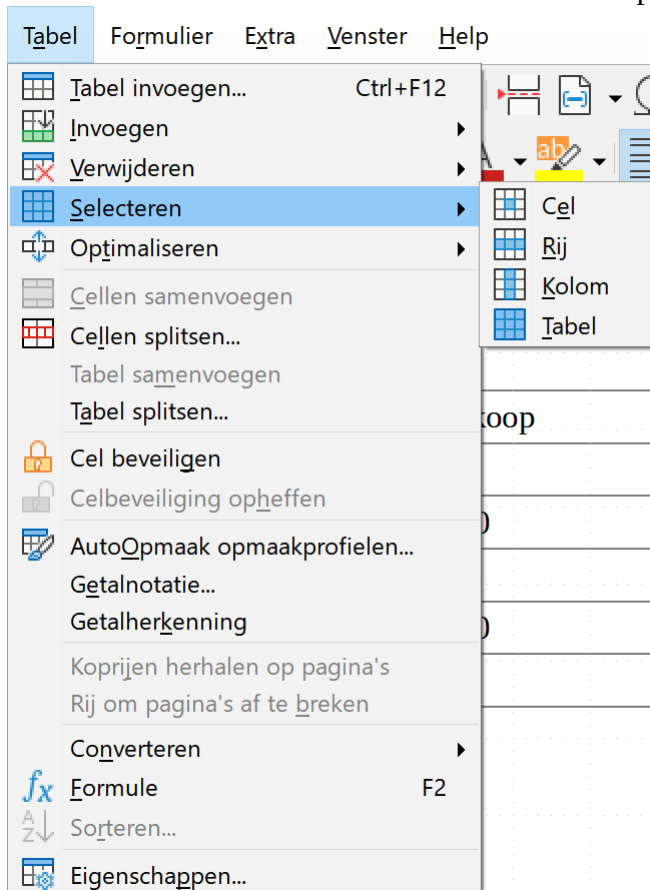 Tabel Formulier Extra Venster Help
Tabel invoegen... Ctrl+F12
Invoegen
Verwijderen
Selecteren
Optimaliseren
Cellen samenvoegen
Cellen splitsen...
Tabel samenvoegen
Tabel splitsen...
Cel beveiligen
Celbeveiliging opheffen
AutoOpmaak opmaakprofielen...
Getalnotatie...
Getalherkenning
Koprijen herhalen op pagina's
Rij om pagina's af te breken
Converteren
Formule F2
Sorteren...
Eigenschappen...
Cel
Rij
Kolom
Tabel